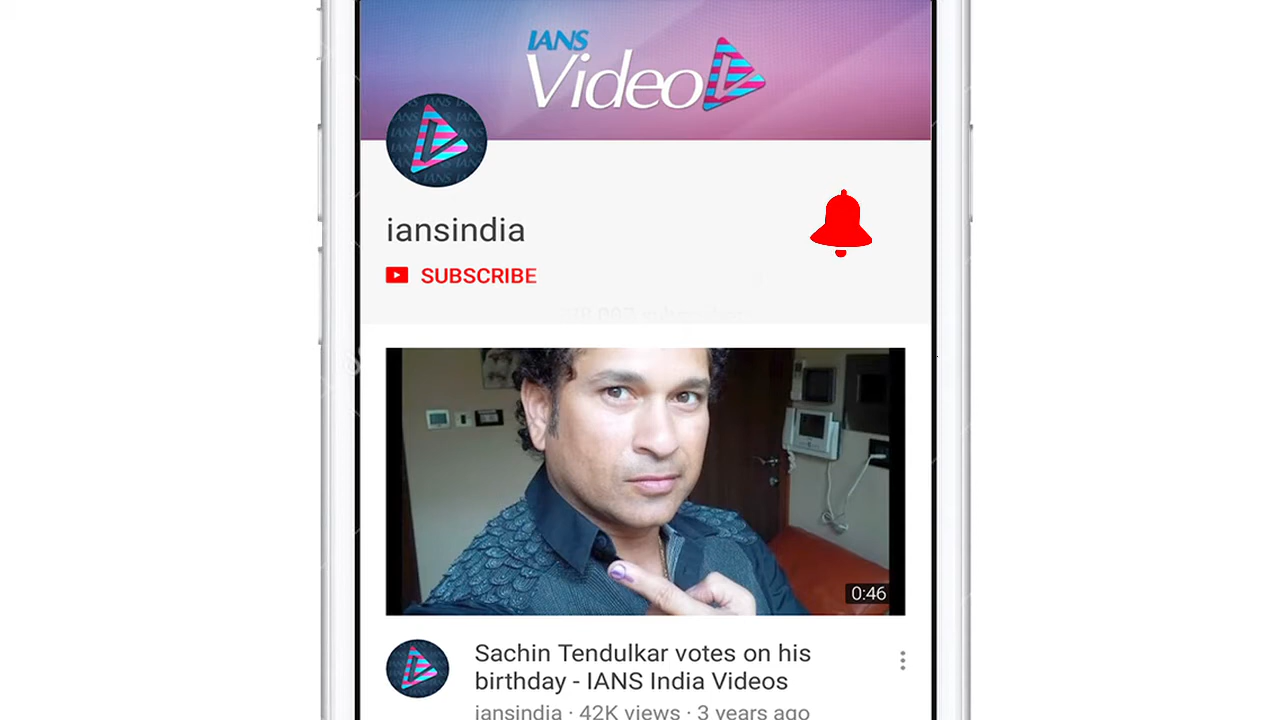 IANS
Video
iansindia
SUBSCRIBE
0:46
Sachin Tendulkar votes on his
birthday - IANS India Videos
iansindia · 42K views · 3 years ago